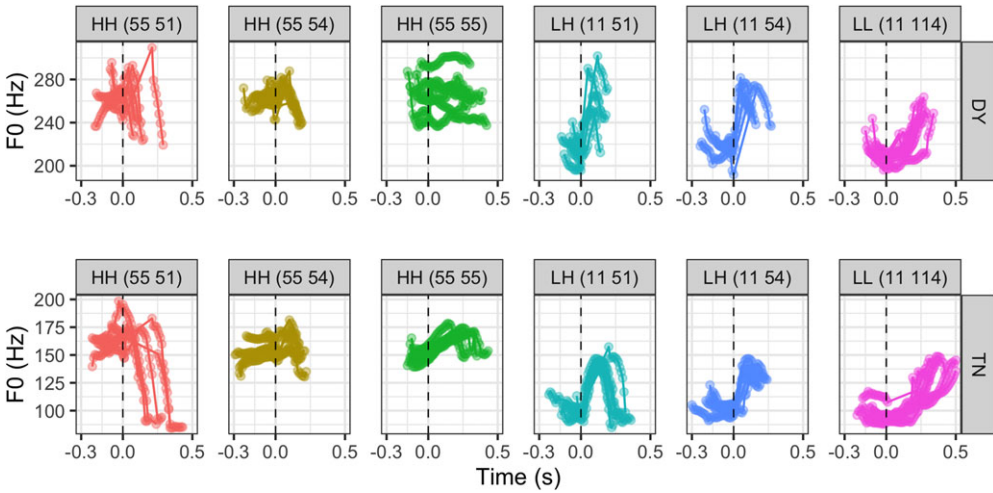 HH (55 51) HH (55 54) HH (55 55) LH (11 51) LH (11 54) LL (11 114)
F0 (Hz)
280
240
200
DY
-0.3 0.0 0.5 -0.3 0.0 0.5 -0.3 0.0 0.5 -0.3 0.0 0.5 -0.3 0.0 0.5 -0.3 0.0 0.5
HH (55 51) HH (55 54) HH (55 55) LH (11 51) LH (11 54) LL (11 114)
F0 (Hz)
200
175
150
125
100
TN
-0.3 0.0 0.5 -0.3 0.0 0.5 -0.3 0.0 0.5 -0.3 0.0 0.5 -0.3 0.0 0.5 -0.3 0.0 0.5
Time (s)